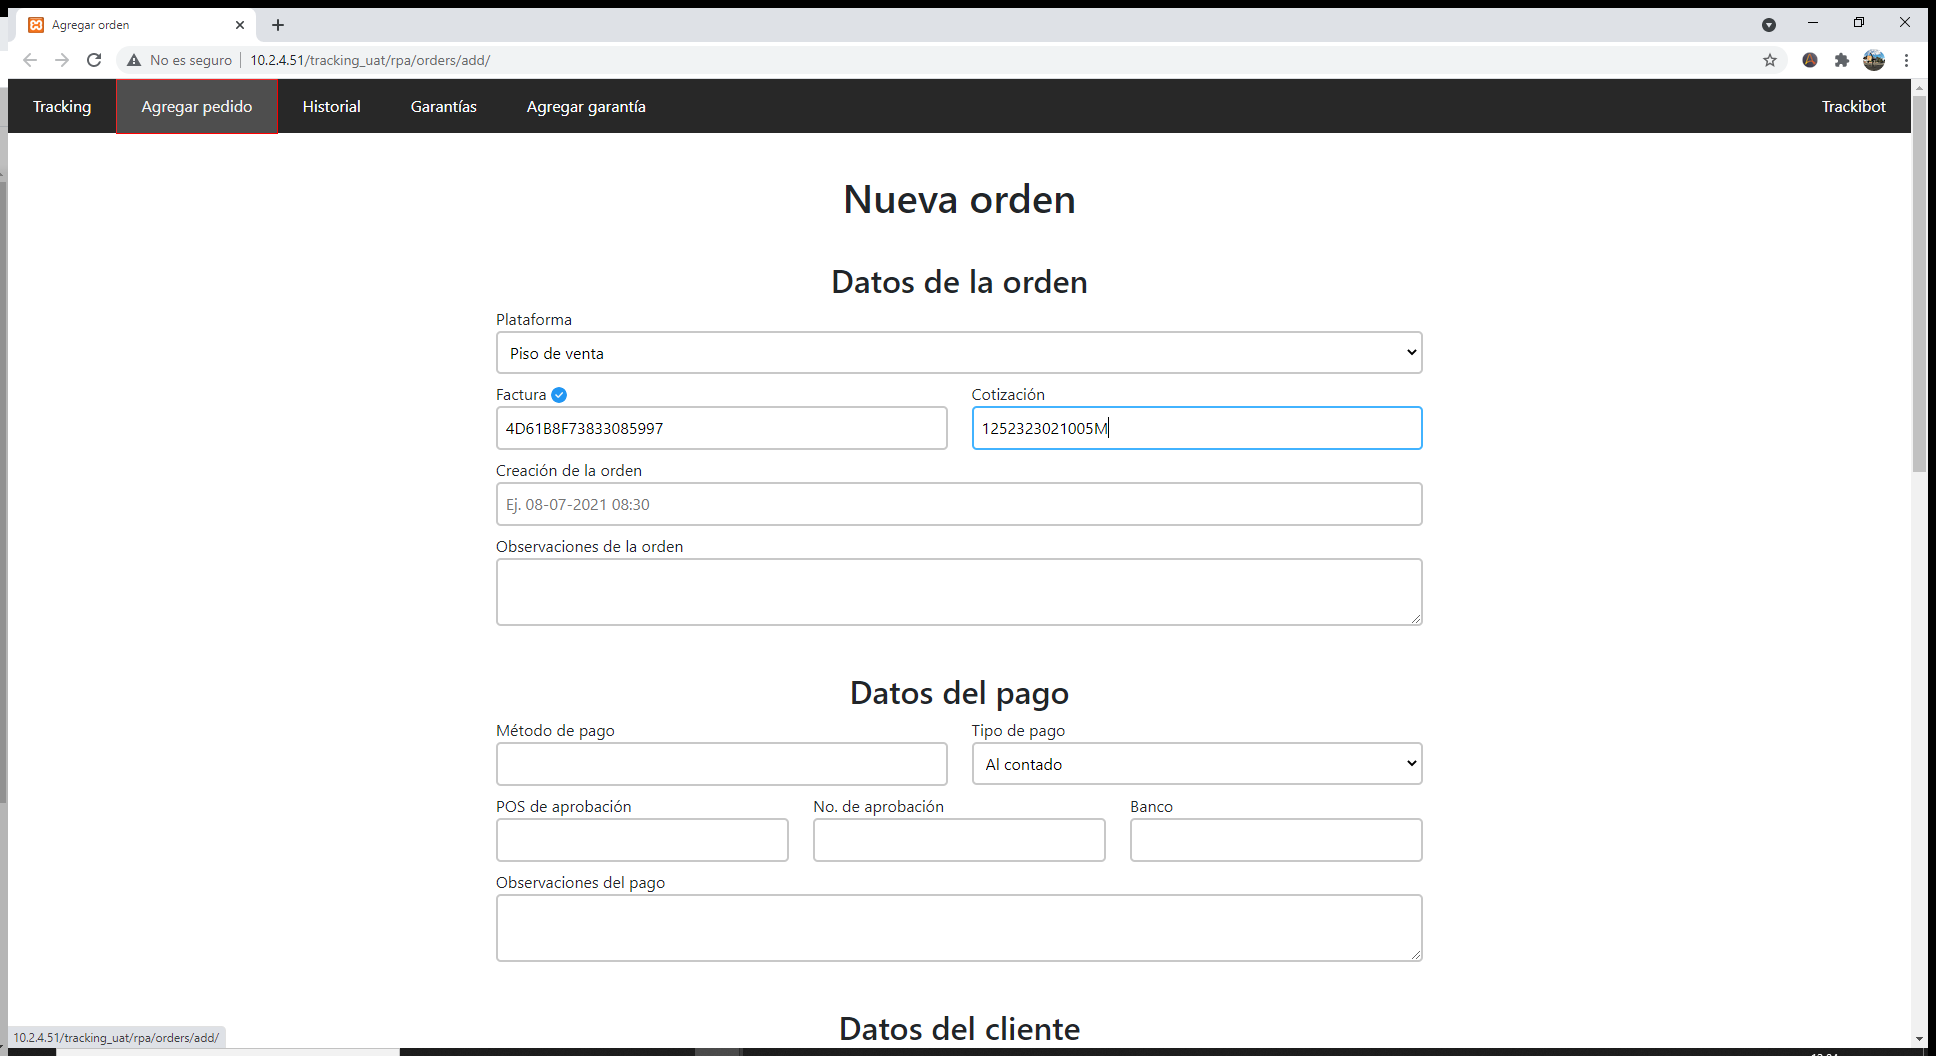 Agregar orden
No es seguro 10.2.4.51/tracking_uat/rpa/orders/add/
Tracking Agregar pedido Historial Garantías Agregar garantía Trackibot
Nueva orden
Datos de la orden
Plataforma
Piso de venta
Factura Cotización
4D61B8F73833085997 1252323021005M
Creación de la orden
Ej. 08-07-2021 08:30
Observaciones de la orden
Datos del pago
Método de pago Tipo de pago
Al contado
POS de aprobación No. de aprobación Banco
Observaciones del pago
Datos del cliente
10.2.4.51/tracking_uat/rpa/orders/add/